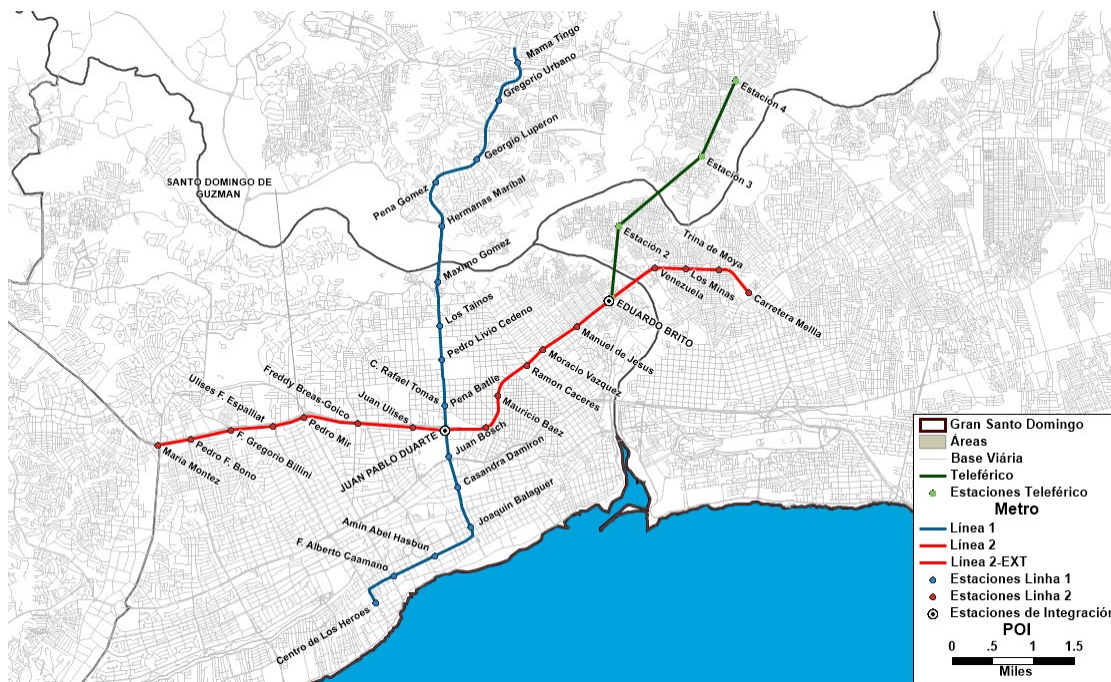 Mama Tingo
Gregorio Urbano
Georgio Luperon
Pena Gomez
Hermanas Maribal
Maximo Gomez
Los Tainos
Pedro Livio Cedeno
C. Rafael Tomas
Pena Batlle
SANTO DOMINGO DE
GUZMAN
Estación 4
Estación 3
Estación 2
Trina de Moya
Los Minas
Venezuela
Carretera Meilla
EDUARDO BRITO
Manuel de Jesus
Moracio Vazquez
Ramon Caceres
Mauricio Baez
Juan Bosch
Freddy Breas-Goico
Juan Ulises
Ulises F. Espaillat
Pedro Mir
F. Gregorio Billini
Pedro F. Bono
Maria Montez
JUAN PABLO DUARTE
Casandra Damiron
Joaquin Balaguer
Amin Abel Hasbun
F. Alberto Caamano
Centro de Los Heroes
Gran Santo Domingo
Áreas
Base Viária
Teleférico
Estaciones Teleférico
Metro
Línea 1
Línea 2
Línea 2-EXT
Estaciones Linha 1
Estaciones Linha 2
Estaciones de Integración
POI
0 .5 1 1.5
Miles